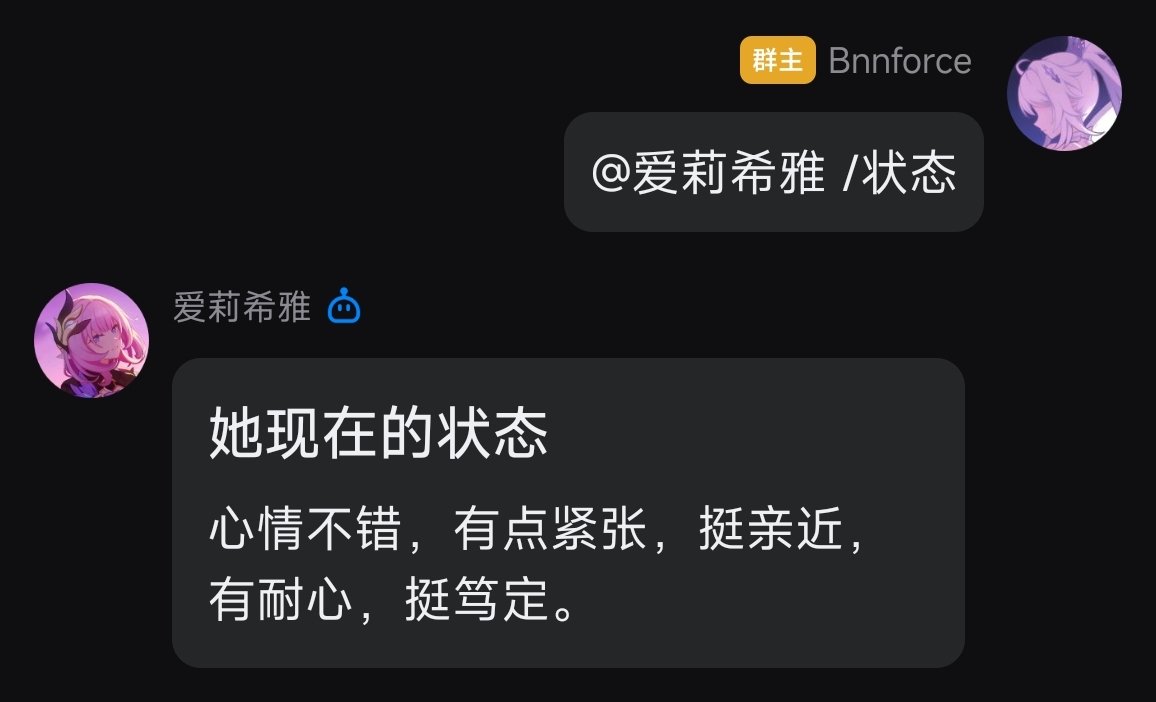 群主 Bnnforce
@爱莉希雅 /状态
爱莉希雅
她现在的状态
心情不错，有点紧张，挺亲近，
有耐心，挺笃定。